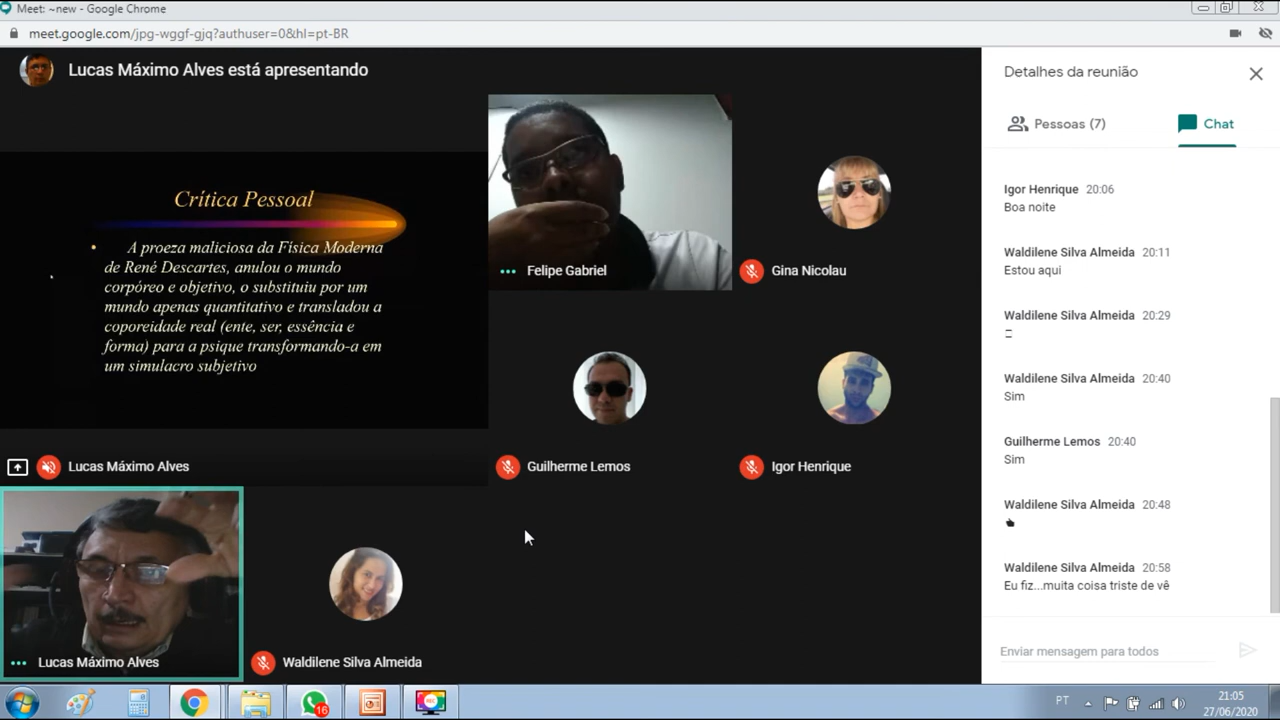 Meet: ~new - Google Chrome
meet.google.com/jpg-wggf-gjq?authuser=0&hl=pt-BR
Lucas Máximo Alves está apresentando
Crítica Pessoal
• A proeza maliciosa da Física Moderna
de René Descartes, anulou o mundo
corpóreo e objetivo, o substituiu por um
mundo apenas quantitativo e transladou a
coporeidade real (ente, ser, essência e
forma) para a psique transformando-a em
um simulacro subjetivo
Lucas Máximo Alves
Felipe Gabriel
Gina Nicolau
Guilherme Lemos
Igor Henrique
Lucas Máximo Alves
Waldilene Silva Almeida
Detalhes da reunião
Pessoas (7)
Chat
Igor Henrique 20:06
Boa noite
Waldilene Silva Almeida 20:11
Estou aqui
Waldilene Silva Almeida 20:29
Waldilene Silva Almeida 20:40
Sim
Guilherme Lemos 20:40
Sim
Waldilene Silva Almeida 20:48
Waldilene Silva Almeida 20:58
Eu fiz...muita coisa triste de vê
Enviar mensagem para todos
16
REC
PT
21:05
27/06/2020